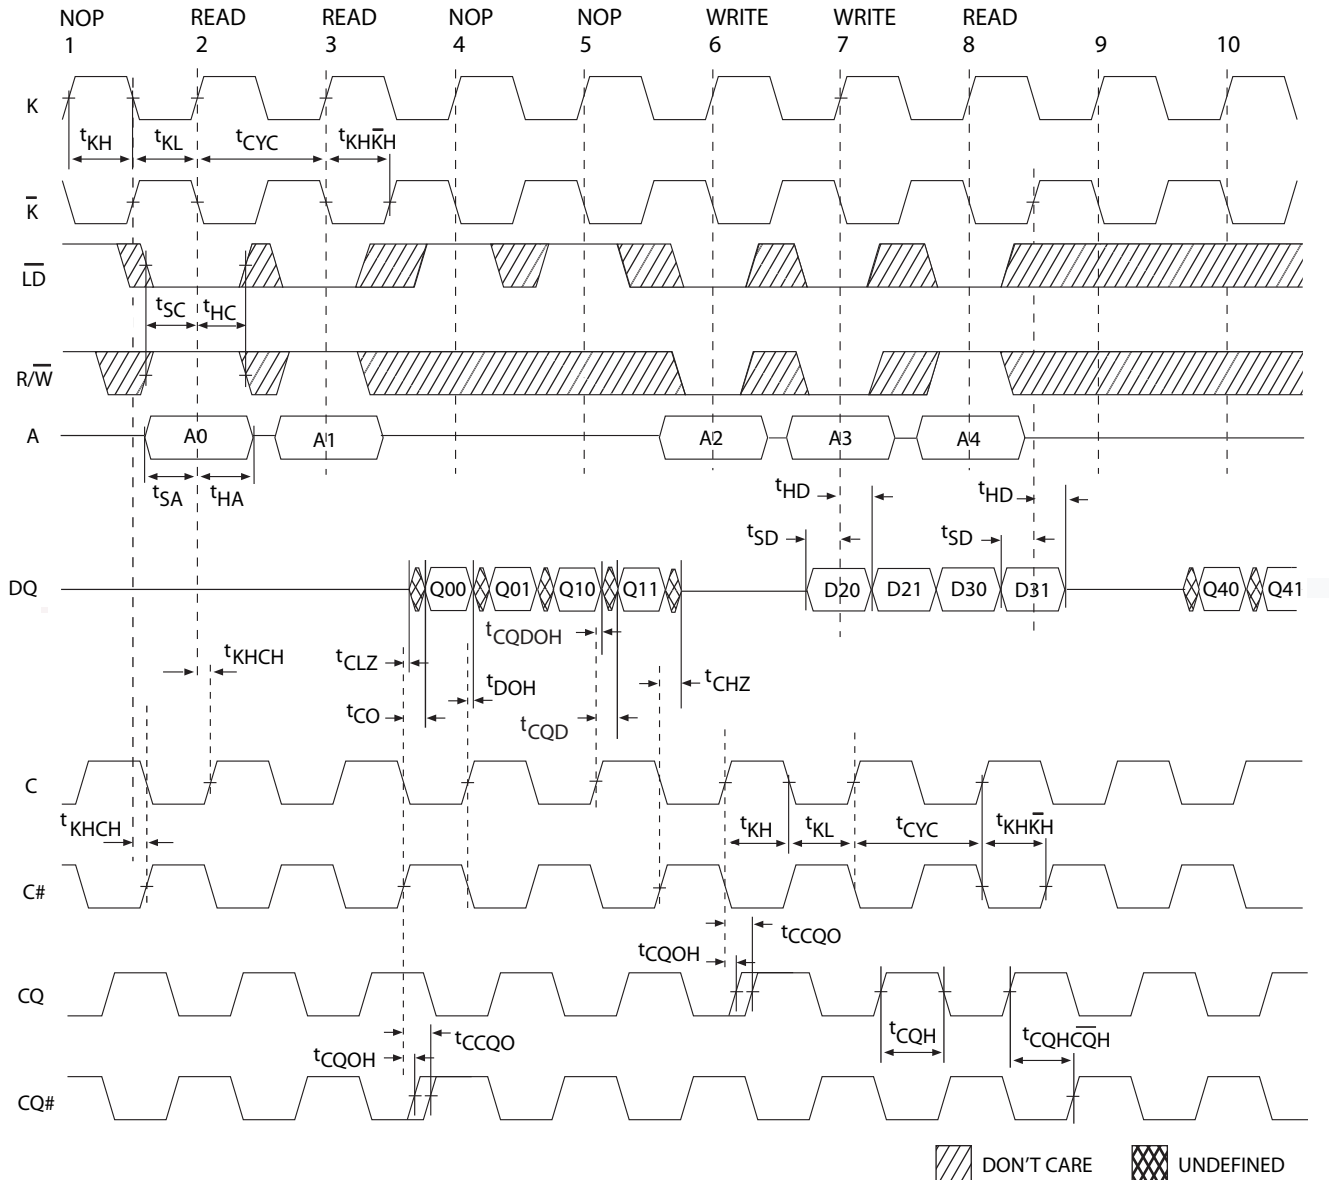 NOP READ READ NOP NOP WRITE WRITE READ
1 2 3 4 5 6 7 8 9 10
K
tKH tKL tCYC tKHK̅H
K̅
L̅D̅
tSC tHC
R/W̅
A A0 A1 A2 A3 A4
tSA tHA tHD tHD
tSD tSD
DQ Q00 Q01 Q10 Q11 D20 D21 D30 D31 Q40 Q41
tCQDOH
tKHCH tCLZ tDOH tCHZ
tCO tCQD
C
tKHCH tKH tKL tCYC tKHK̅H
C#
tCCQO
tCQOH
CQ
tCCQO tCQH tCQHC̅Q̅H
tCQOH
CQ#
DON'T CARE UNDEFINED